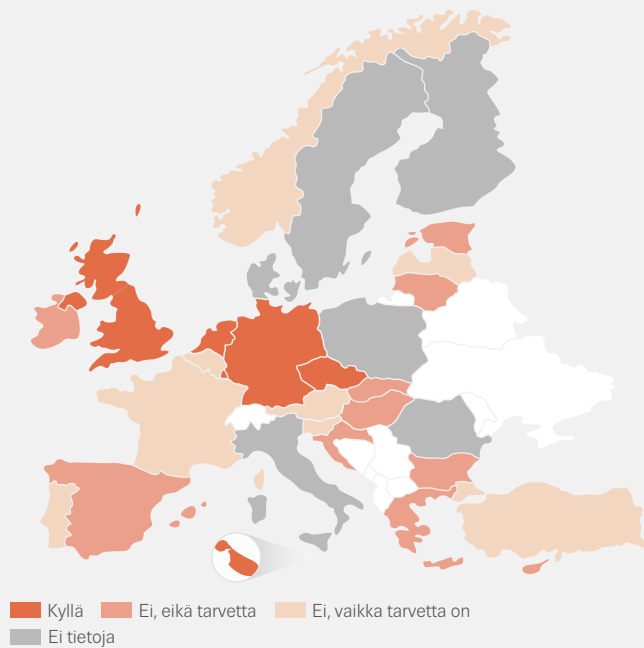 Kyllä Ei, eikä tarvetta Ei, vaikka tarvetta on
Ei tietoja